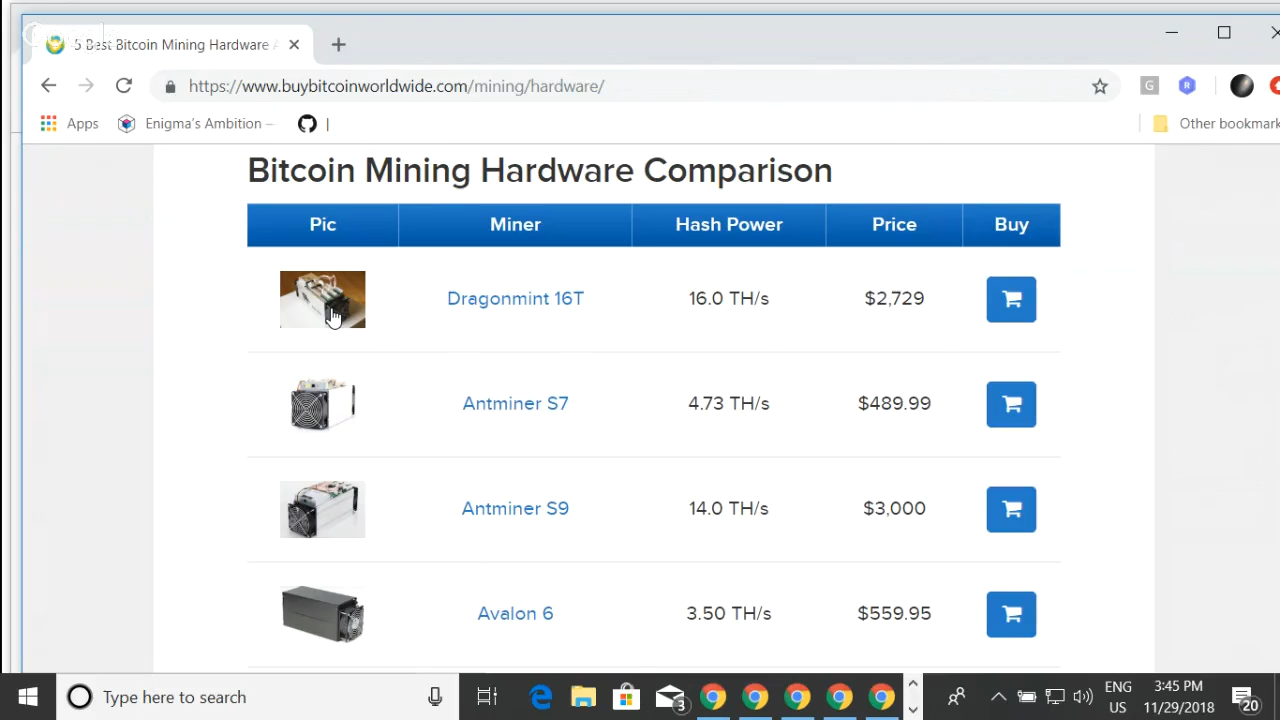 5 Best Bitcoin Mining Hardware
https://www.buybitcoinworldwide.com/mining/hardware/
G
R
Apps
Enigma's Ambition –
|
Other bookmark
Bitcoin Mining Hardware Comparison
Pic Miner Hash Power Price Buy
Dragonmint 16T 16.0 TH/s $2,729
Antminer S7 4.73 TH/s $489.99
Antminer S9 14.0 TH/s $3,000
Avalon 6 3.50 TH/s $559.95
Type here to search
3
ENG
US
3:45 PM
11/29/2018
20